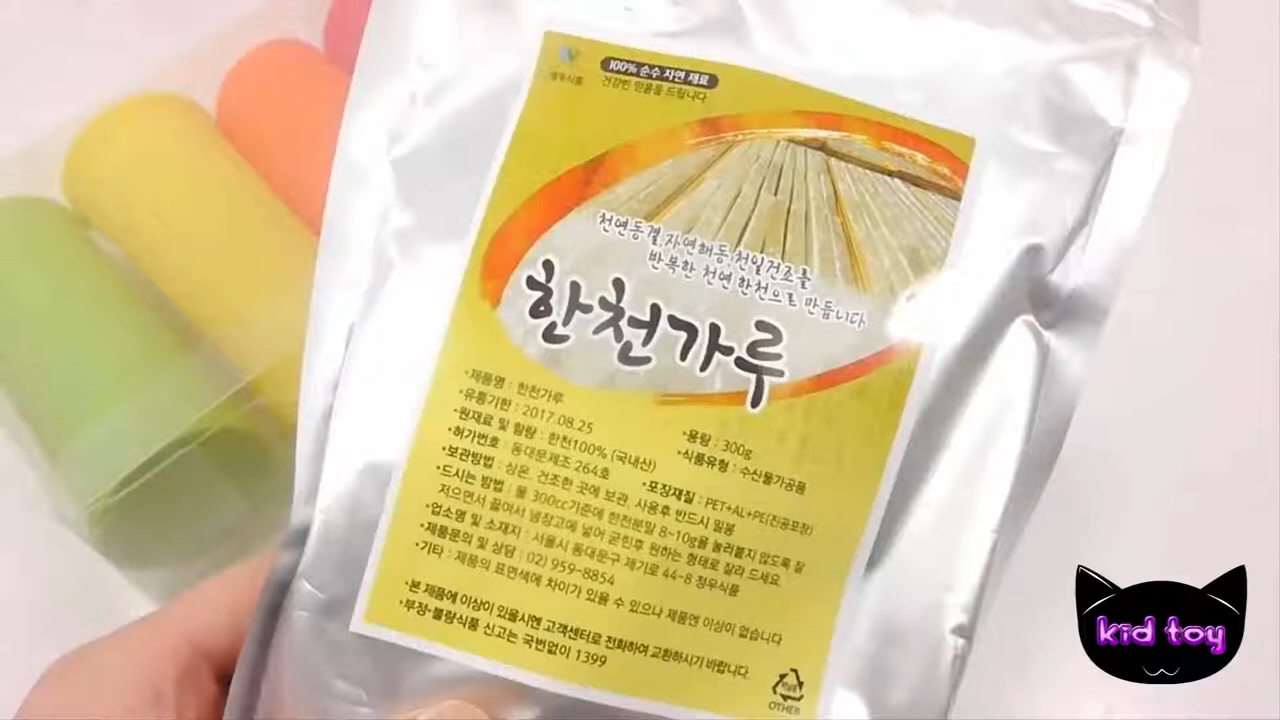 정우식품
100% 순수 자연 재료
건강한 믿음을 드립니다
천연동결,자연해동,천일건조를
반복한 천연 한천으로 만듭니다
한천가루
·제품명 : 한천가루
·유통기한 : 2017.08.25
·용량 : 300g
·원재료 및 함량 : 한천100% (국내산)
·식품유형 : 수산물가공품
·허가번호 : 동대문제조 264호
·포장재질 : PET+AL+PE(진공포장)
·보관방법 : 상온, 건조한 곳에 보관, 사용후 반드시 밀봉
·드시는 방법 : 물 300cc기준에 한천분말 8~10g을 눌러붙지 않도록 잘
저으면서 끓여서 냉장고에 넣어 굳힌후 원하는 형태로 잘라 드세요
·업소명 및 소재지 : 서울시 동대문구 제기로 44-8 정우식품
·제품문의 및 상담 : 02) 959-8854
·기타 : 제품의 표면색에 차이가 있을 수 있으나 제품엔 이상이 없습니다
·본 제품에 이상이 있을시엔 고객센터로 전화하여 교환하시기 바랍니다.
·부정·불량식품 신고는 국번없이 1399
OTHER
kid toy